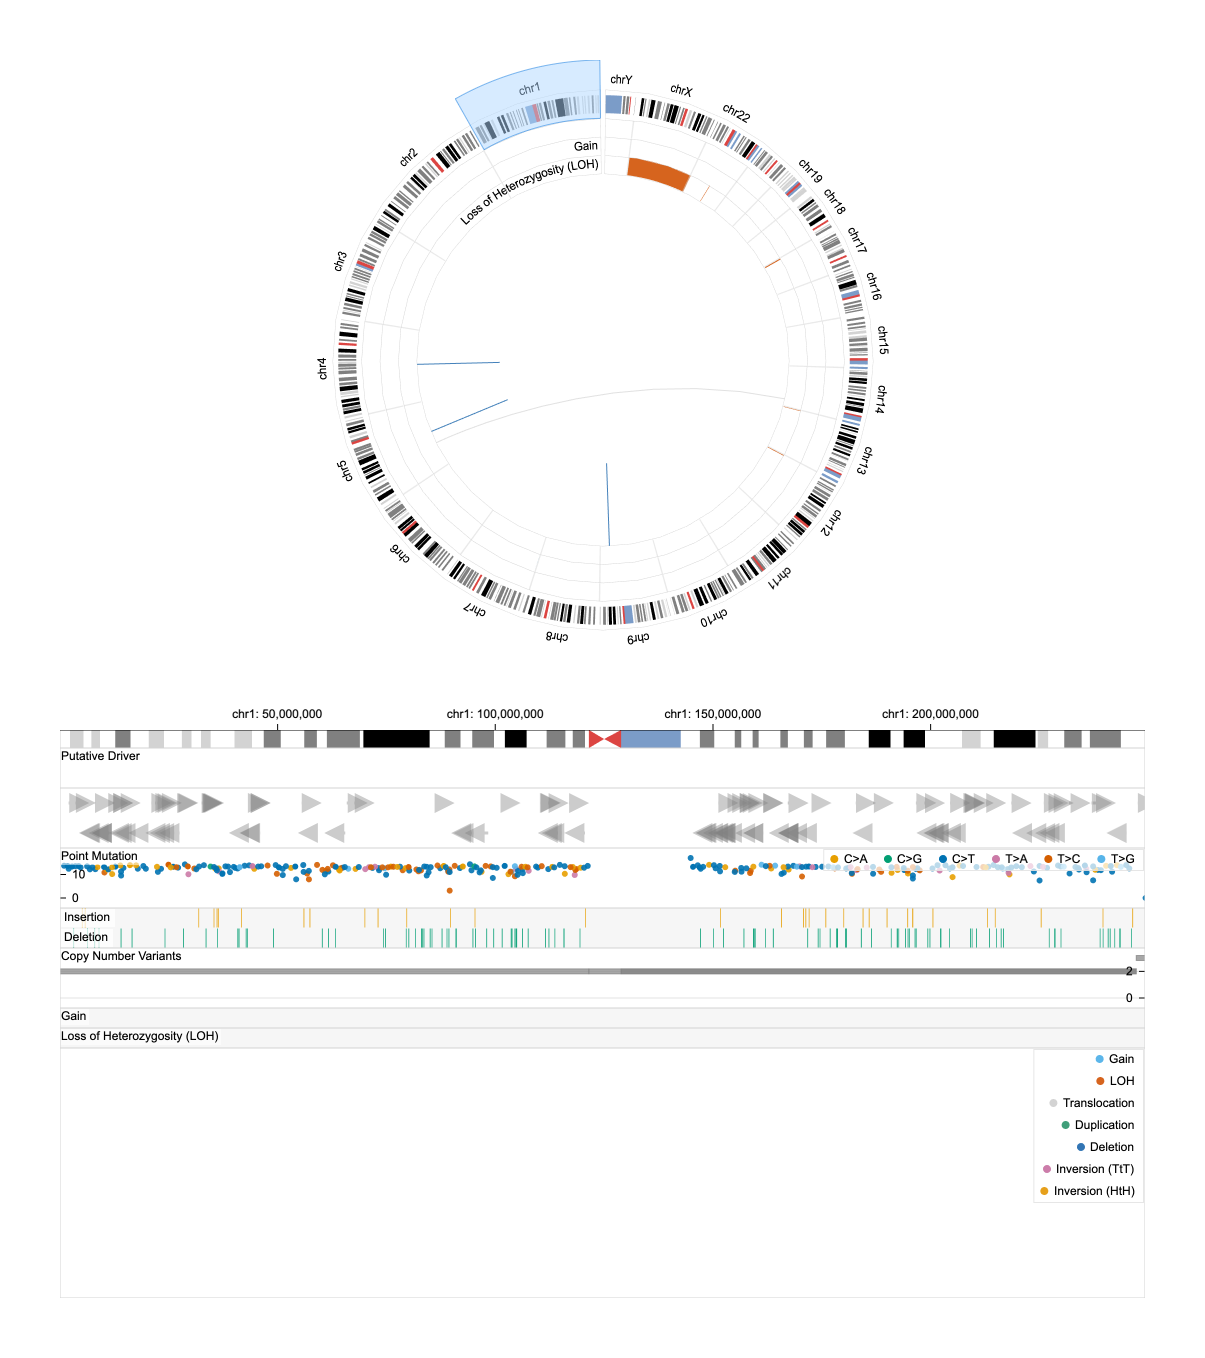 chr1
chrY
chrX
chr22
chr19
chr18
chr17
chr16
chr15
chr14
chr13
chr12
chr11
chr10
chr9
chr8
chr7
chr6
chr5
chr4
chr3
chr2
Gain
Loss of Heterozygosity (LOH)
chr1: 50,000,000 chr1: 100,000,000 chr1: 150,000,000 chr1: 200,000,000
Putative Driver
Point Mutation
C>A C>G C>T T>A T>C T>G
10
0
Insertion
Deletion
Copy Number Variants
2
0
Gain
Loss of Heterozygosity (LOH)
Gain
LOH
Translocation
Duplication
Deletion
Inversion (TtT)
Inversion (HtH)